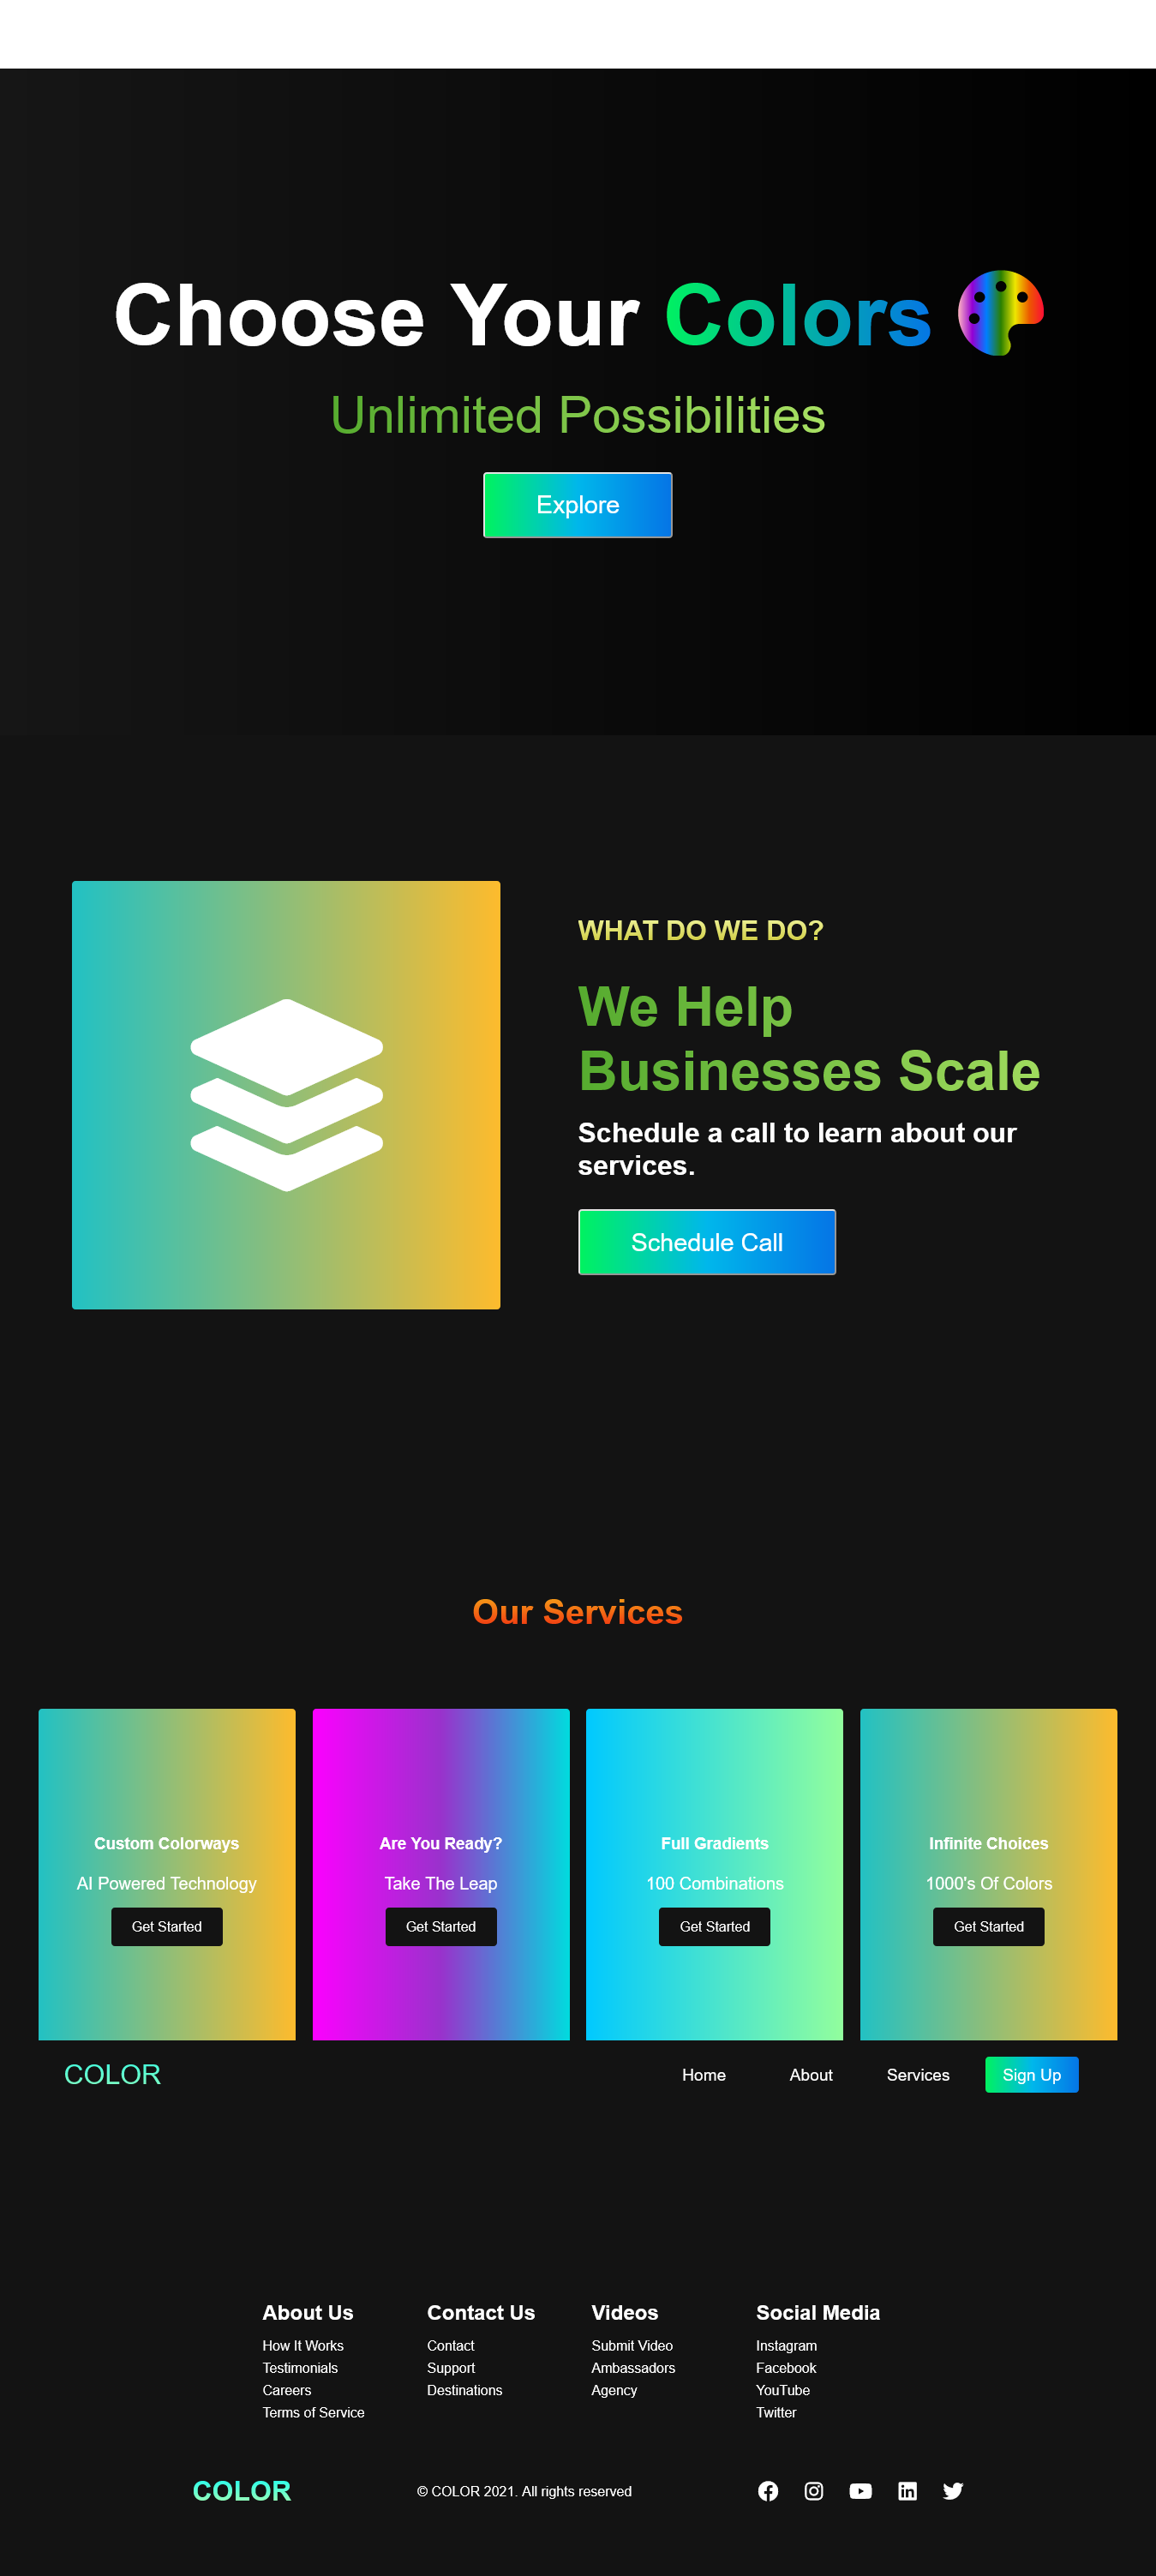 Choose Your Colors
Unlimited Possibilities
Explore
WHAT DO WE DO?
We Help
Businesses Scale
Schedule a call to learn about our
services.
Schedule Call
Our Services
Custom Colorways
AI Powered Technology
Get Started
Are You Ready?
Take The Leap
Get Started
Full Gradients
100 Combinations
Get Started
Infinite Choices
1000's Of Colors
Get Started
COLOR
Home
About
Services
Sign Up
About Us
How It Works
Testimonials
Careers
Terms of Service
Contact Us
Contact
Support
Destinations
Videos
Submit Video
Ambassadors
Agency
Social Media
Instagram
Facebook
YouTube
Twitter
COLOR
© COLOR 2021. All rights reserved